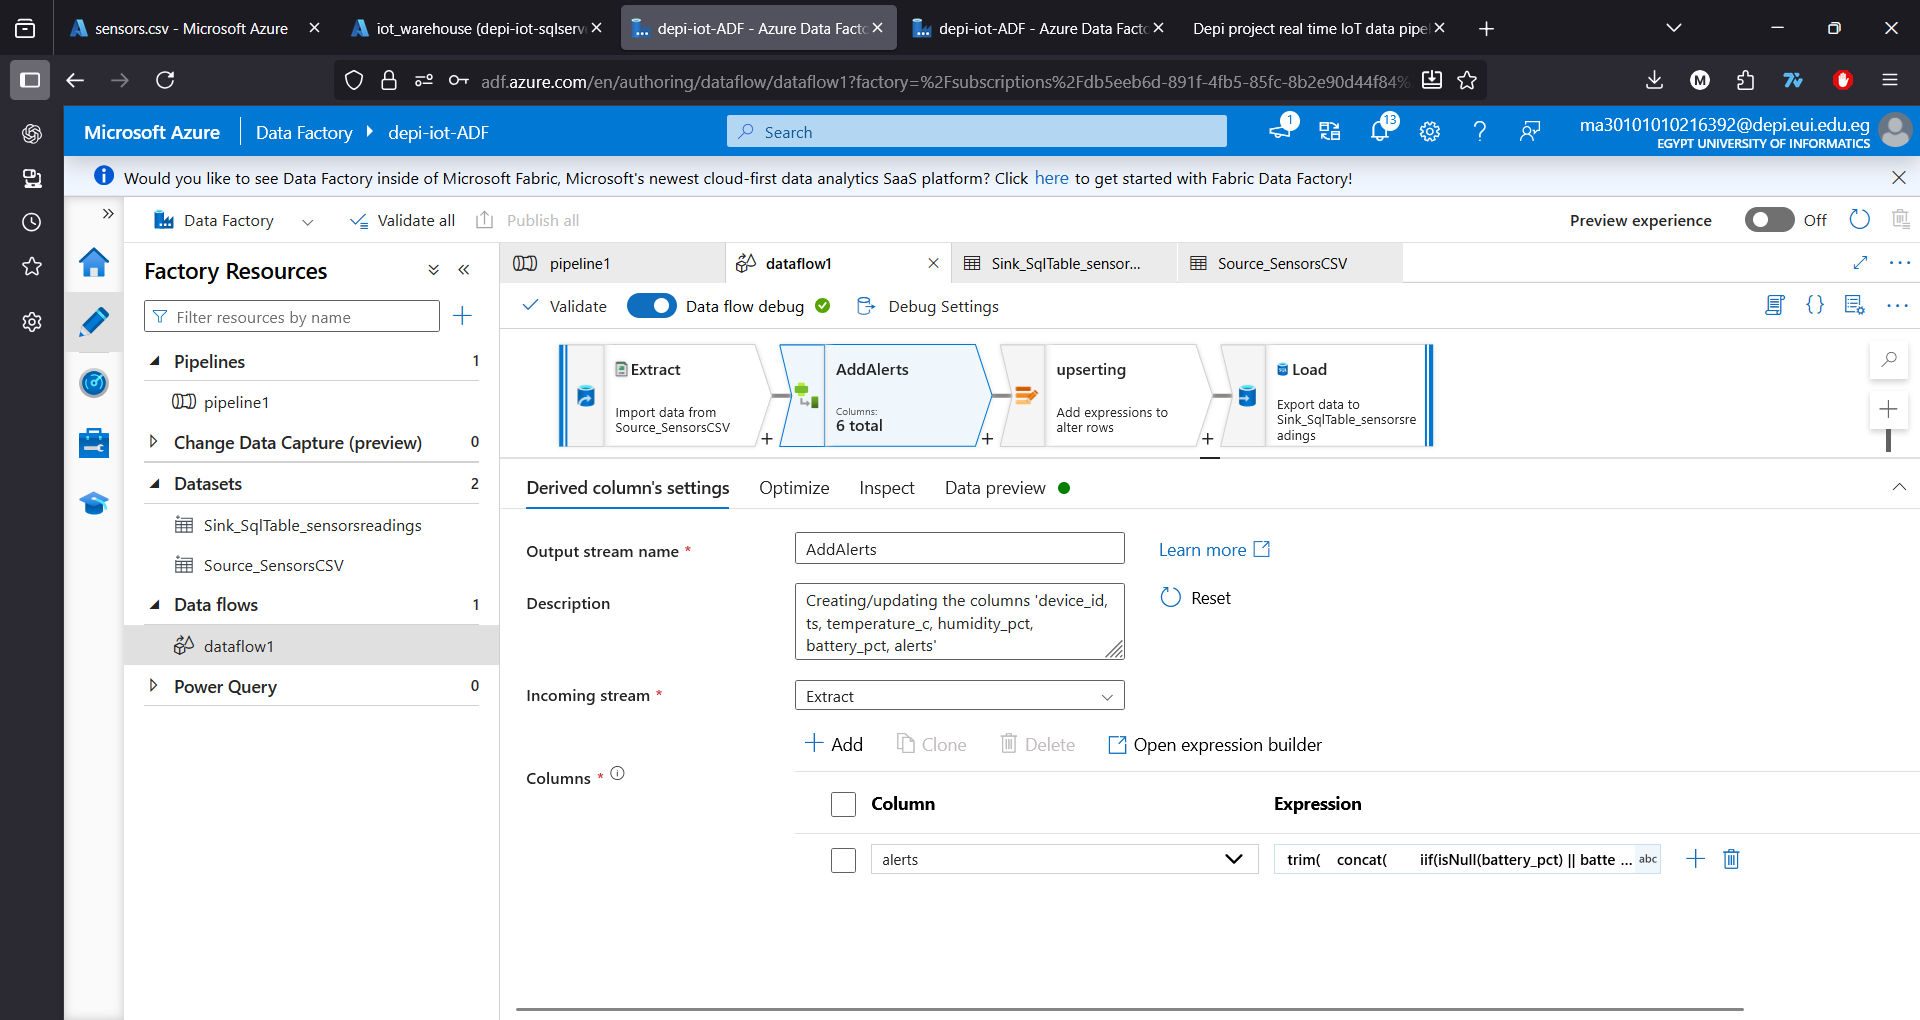 sensors.csv - Microsoft Azure
iot_warehouse (depi-iot-sqlserv
depi-iot-ADF - Azure Data Facto
depi-iot-ADF - Azure Data Facto
Depi project real time IoT data pipel
adf.azure.com/en/authoring/dataflow/dataflow1?factory=%2Fsubscriptions%2Fdb5eeb6d-891f-4fb5-85fc-8b2e90d44f84%
M
Microsoft Azure
Data Factory
depi-iot-ADF
Search
1
13
ma30101010216392@depi.eui.edu.eg
EGYPT UNIVERSITY OF INFORMATICS
Would you like to see Data Factory inside of Microsoft Fabric, Microsoft's newest cloud-first data analytics SaaS platform? Click here to get started with Fabric Data Factory!
Data Factory
Validate all
Publish all
Preview experience
Off
Factory Resources
Filter resources by name
Pipelines 1
pipeline1
Change Data Capture (preview) 0
Datasets 2
Sink_SqlTable_sensorsreadings
Source_SensorsCSV
Data flows 1
dataflow1
Power Query 0
pipeline1
dataflow1
Sink_SqlTable_sensor...
Source_SensorsCSV
Validate
Data flow debug
Debug Settings
Extract
Import data from
Source_SensorsCSV
AddAlerts
Columns:
6 total
upserting
Add expressions to
alter rows
Load
Export data to
Sink_SqlTable_sensorsre
adings
Derived column's settings
Optimize
Inspect
Data preview
Output stream name *
AddAlerts
Learn more
Description
Creating/updating the columns 'device_id,
ts, temperature_c, humidity_pct,
battery_pct, alerts'
Reset
Incoming stream *
Extract
Add
Clone
Delete
Open expression builder
Columns *
Column
Expression
alerts
trim( concat( iif(isNull(battery_pct) || batte ...
abc